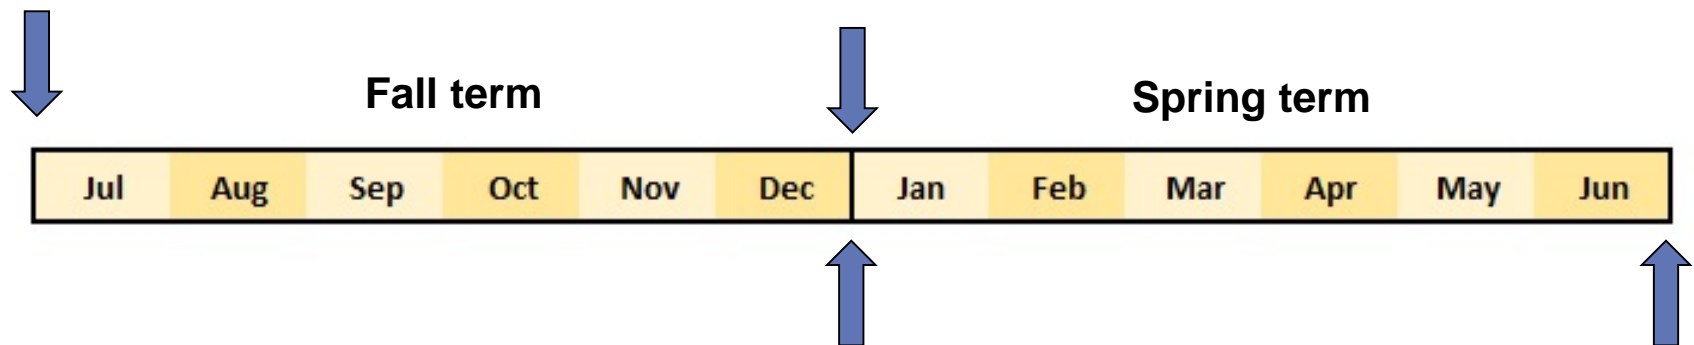 Fall term
Spring term
Jul Aug Sep Oct Nov Dec Jan Feb Mar Apr May Jun